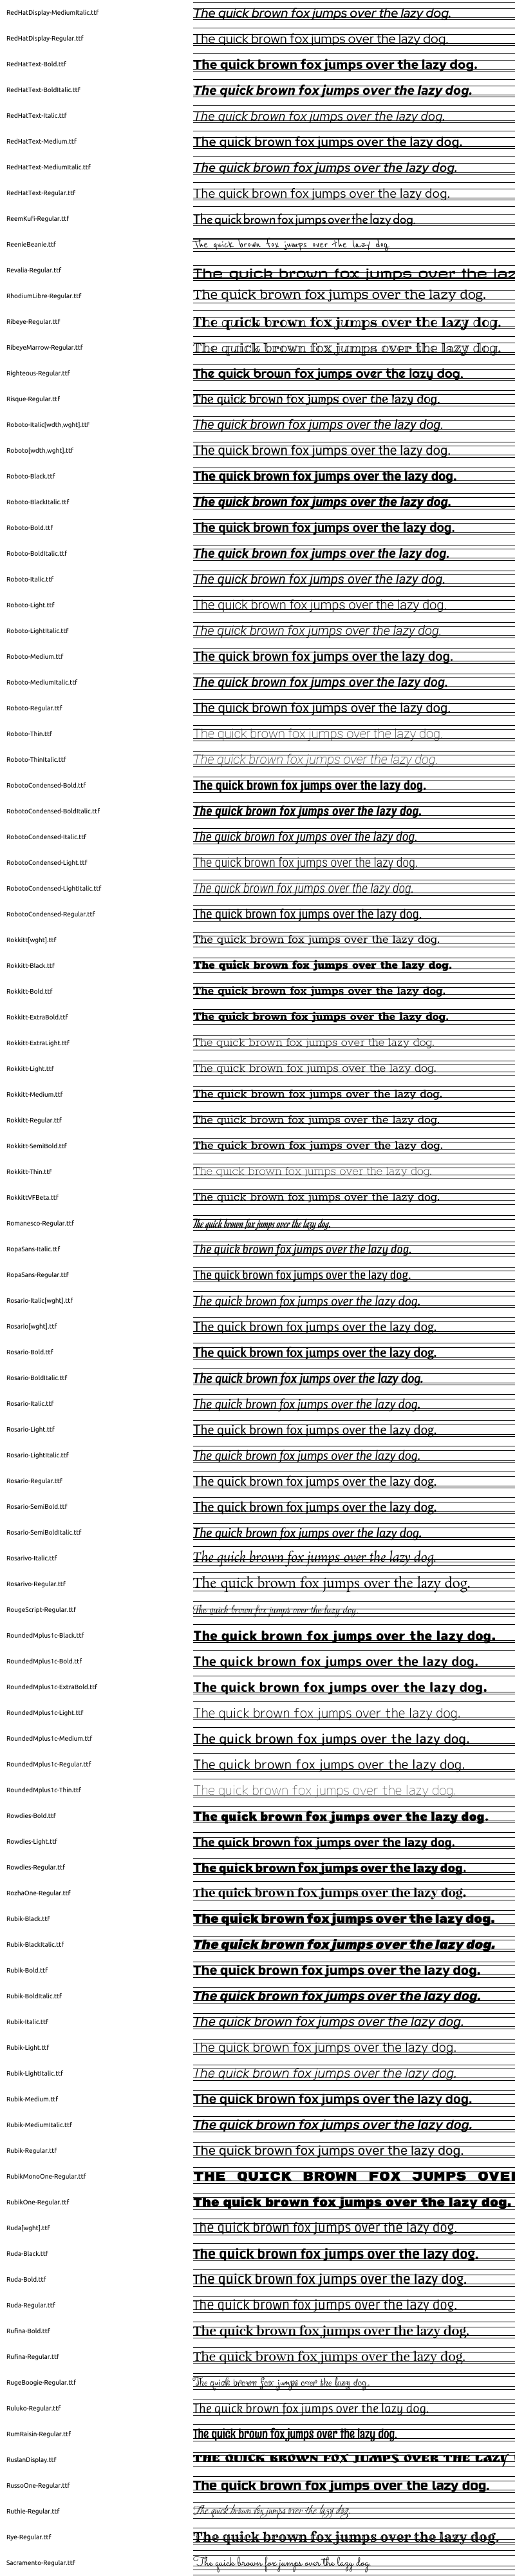 RedHatDisplay-MediumItalic.ttf The quick brown fox jumps over the lazy dog.
RedHatDisplay-Regular.ttf The quick brown fox jumps over the lazy dog.
RedHatText-Bold.ttf The quick brown fox jumps over the lazy dog.
RedHatText-BoldItalic.ttf The quick brown fox jumps over the lazy dog.
RedHatText-Italic.ttf The quick brown fox jumps over the lazy dog.
RedHatText-Medium.ttf The quick brown fox jumps over the lazy dog.
RedHatText-MediumItalic.ttf The quick brown fox jumps over the lazy dog.
RedHatText-Regular.ttf The quick brown fox jumps over the lazy dog.
ReemKufi-Regular.ttf The quick brown fox jumps over the lazy dog.
ReenieBeanie.ttf The quick brown fox jumps over the lazy dog.
Revalia-Regular.ttf The quick brown fox jumps over the laz
RhodiumLibre-Regular.ttf The quick brown fox jumps over the lazy dog.
Ribeye-Regular.ttf The quick brown fox jumps over the lazy dog.
RibeyeMarrow-Regular.ttf The quick brown fox jumps over the lazy dog.
Righteous-Regular.ttf The quick brown fox jumps over the lazy dog.
Risque-Regular.ttf The quick brown fox jumps over the lazy dog.
Roboto-Italic[wdth,wght].ttf The quick brown fox jumps over the lazy dog.
Roboto[wdth,wght].ttf The quick brown fox jumps over the lazy dog.
Roboto-Black.ttf The quick brown fox jumps over the lazy dog.
Roboto-BlackItalic.ttf The quick brown fox jumps over the lazy dog.
Roboto-Bold.ttf The quick brown fox jumps over the lazy dog.
Roboto-BoldItalic.ttf The quick brown fox jumps over the lazy dog.
Roboto-Italic.ttf The quick brown fox jumps over the lazy dog.
Roboto-Light.ttf The quick brown fox jumps over the lazy dog.
Roboto-LightItalic.ttf The quick brown fox jumps over the lazy dog.
Roboto-Medium.ttf The quick brown fox jumps over the lazy dog.
Roboto-MediumItalic.ttf The quick brown fox jumps over the lazy dog.
Roboto-Regular.ttf The quick brown fox jumps over the lazy dog.
Roboto-Thin.ttf The quick brown fox jumps over the lazy dog.
Roboto-ThinItalic.ttf The quick brown fox jumps over the lazy dog.
RobotoCondensed-Bold.ttf The quick brown fox jumps over the lazy dog.
RobotoCondensed-BoldItalic.ttf The quick brown fox jumps over the lazy dog.
RobotoCondensed-Italic.ttf The quick brown fox jumps over the lazy dog.
RobotoCondensed-Light.ttf The quick brown fox jumps over the lazy dog.
RobotoCondensed-LightItalic.ttf The quick brown fox jumps over the lazy dog.
RobotoCondensed-Regular.ttf The quick brown fox jumps over the lazy dog.
Rokkitt[wght].ttf The quick brown fox jumps over the lazy dog.
Rokkitt-Black.ttf The quick brown fox jumps over the lazy dog.
Rokkitt-Bold.ttf The quick brown fox jumps over the lazy dog.
Rokkitt-ExtraBold.ttf The quick brown fox jumps over the lazy dog.
Rokkitt-ExtraLight.ttf The quick brown fox jumps over the lazy dog.
Rokkitt-Light.ttf The quick brown fox jumps over the lazy dog.
Rokkitt-Medium.ttf The quick brown fox jumps over the lazy dog.
Rokkitt-Regular.ttf The quick brown fox jumps over the lazy dog.
Rokkitt-SemiBold.ttf The quick brown fox jumps over the lazy dog.
Rokkitt-Thin.ttf The quick brown fox jumps over the lazy dog.
RokkittVFBeta.ttf The quick brown fox jumps over the lazy dog.
Romanesco-Regular.ttf The quick brown fox jumps over the lazy dog.
RopaSans-Italic.ttf The quick brown fox jumps over the lazy dog.
RopaSans-Regular.ttf The quick brown fox jumps over the lazy dog.
Rosario-Italic[wght].ttf The quick brown fox jumps over the lazy dog.
Rosario[wght].ttf The quick brown fox jumps over the lazy dog.
Rosario-Bold.ttf The quick brown fox jumps over the lazy dog.
Rosario-BoldItalic.ttf The quick brown fox jumps over the lazy dog.
Rosario-Italic.ttf The quick brown fox jumps over the lazy dog.
Rosario-Light.ttf The quick brown fox jumps over the lazy dog.
Rosario-LightItalic.ttf The quick brown fox jumps over the lazy dog.
Rosario-Regular.ttf The quick brown fox jumps over the lazy dog.
Rosario-SemiBold.ttf The quick brown fox jumps over the lazy dog.
Rosario-SemiBoldItalic.ttf The quick brown fox jumps over the lazy dog.
Rosarivo-Italic.ttf The quick brown fox jumps over the lazy dog.
Rosarivo-Regular.ttf The quick brown fox jumps over the lazy dog.
RougeScript-Regular.ttf The quick brown fox jumps over the lazy dog.
RoundedMplus1c-Black.ttf The quick brown fox jumps over the lazy dog.
RoundedMplus1c-Bold.ttf The quick brown fox jumps over the lazy dog.
RoundedMplus1c-ExtraBold.ttf The quick brown fox jumps over the lazy dog.
RoundedMplus1c-Light.ttf The quick brown fox jumps over the lazy dog.
RoundedMplus1c-Medium.ttf The quick brown fox jumps over the lazy dog.
RoundedMplus1c-Regular.ttf The quick brown fox jumps over the lazy dog.
RoundedMplus1c-Thin.ttf The quick brown fox jumps over the lazy dog.
Rowdies-Bold.ttf The quick brown fox jumps over the lazy dog.
Rowdies-Light.ttf The quick brown fox jumps over the lazy dog.
Rowdies-Regular.ttf The quick brown fox jumps over the lazy dog.
RozhaOne-Regular.ttf The quick brown fox jumps over the lazy dog.
Rubik-Black.ttf The quick brown fox jumps over the lazy dog.
Rubik-BlackItalic.ttf The quick brown fox jumps over the lazy dog.
Rubik-Bold.ttf The quick brown fox jumps over the lazy dog.
Rubik-BoldItalic.ttf The quick brown fox jumps over the lazy dog.
Rubik-Italic.ttf The quick brown fox jumps over the lazy dog.
Rubik-Light.ttf The quick brown fox jumps over the lazy dog.
Rubik-LightItalic.ttf The quick brown fox jumps over the lazy dog.
Rubik-Medium.ttf The quick brown fox jumps over the lazy dog.
Rubik-MediumItalic.ttf The quick brown fox jumps over the lazy dog.
Rubik-Regular.ttf The quick brown fox jumps over the lazy dog.
RubikMonoOne-Regular.ttf THE QUICK BROWN FOX JUMPS OVE
RubikOne-Regular.ttf The quick brown fox jumps over the lazy dog.
Ruda[wght].ttf The quick brown fox jumps over the lazy dog.
Ruda-Black.ttf The quick brown fox jumps over the lazy dog.
Ruda-Bold.ttf The quick brown fox jumps over the lazy dog.
Ruda-Regular.ttf The quick brown fox jumps over the lazy dog.
Rufina-Bold.ttf The quick brown fox jumps over the lazy dog.
Rufina-Regular.ttf The quick brown fox jumps over the lazy dog.
RugeBoogie-Regular.ttf The quick brown fox jumps over the lazy dog.
Ruluko-Regular.ttf The quick brown fox jumps over the lazy dog.
RumRaisin-Regular.ttf The quick brown fox jumps over the lazy dog.
RuslanDisplay.ttf THE QUICK BROWN FOX JUMPS OVER THE LAZY
RussoOne-Regular.ttf The quick brown fox jumps over the lazy dog.
Ruthie-Regular.ttf The quick brown fox jumps over the lazy dog.
Rye-Regular.ttf The quick brown fox jumps over the lazy dog.
Sacramento-Regular.ttf The quick brown fox jumps over the lazy dog.